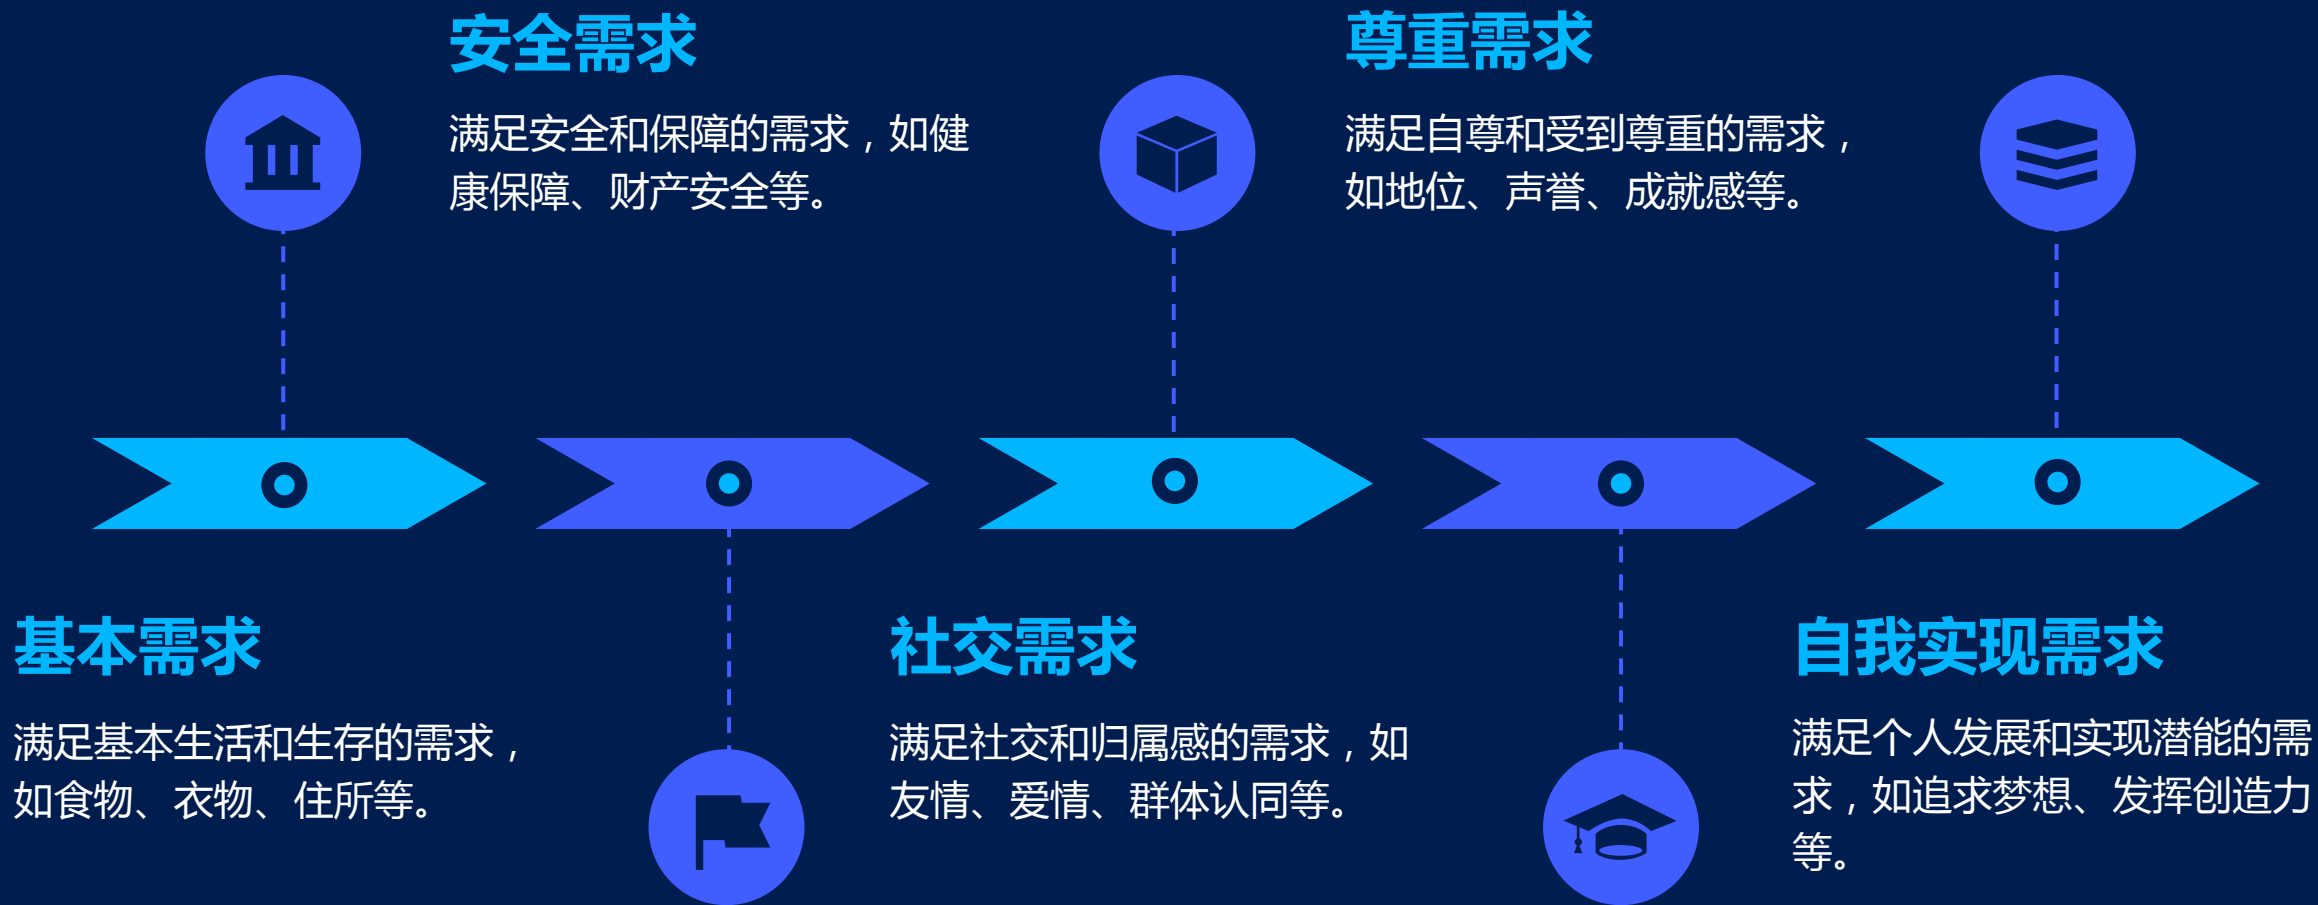 安全需求
满足安全和保障的需求，如健
康保障、财产安全等。
尊重需求
满足自尊和受到尊重的需求，
如地位、声誉、成就感等。
基本需求
满足基本生活和生存的需求，
如食物、衣物、住所等。
社交需求
满足社交和归属感的需求，如
友情、爱情、群体认同等。
自我实现需求
满足个人发展和实现潜能的需
求，如追求梦想、发挥创造力
等。